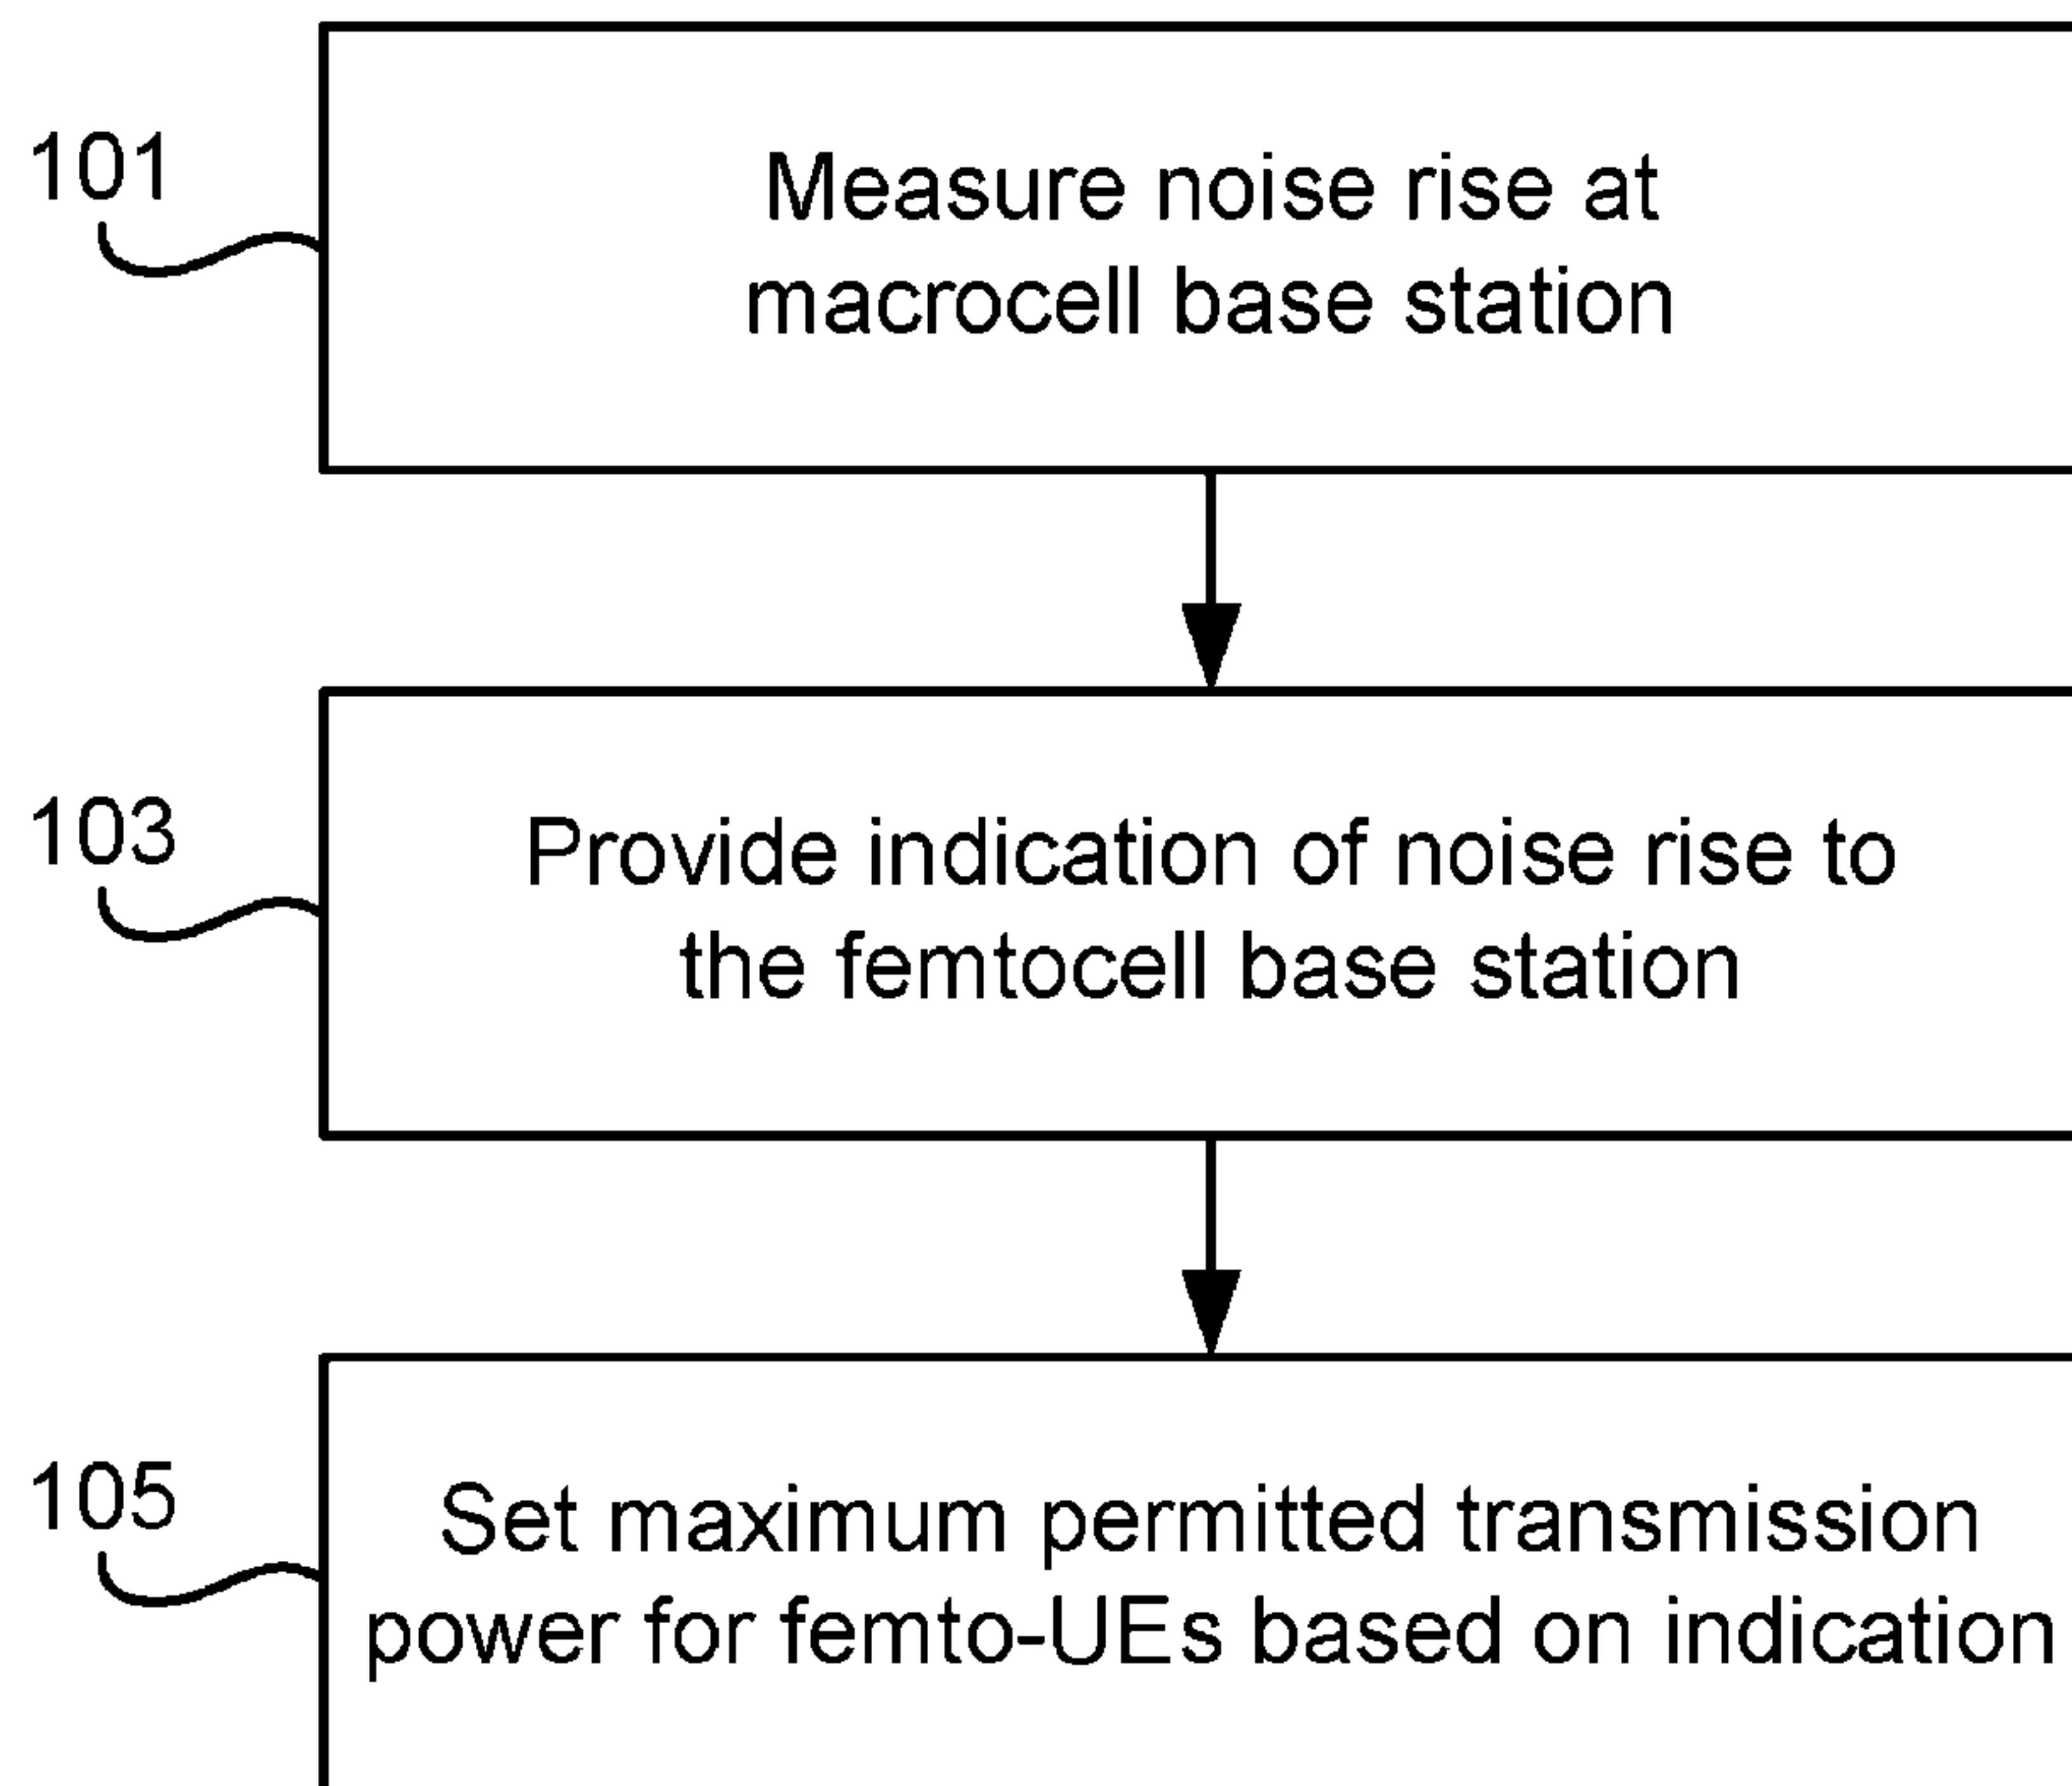 101
Measure noise rise at
macrocell base station
103
Provide indication of noise rise to
the femtocell base station
105
Set maximum permitted transmission
power for femto-UEs based on indication